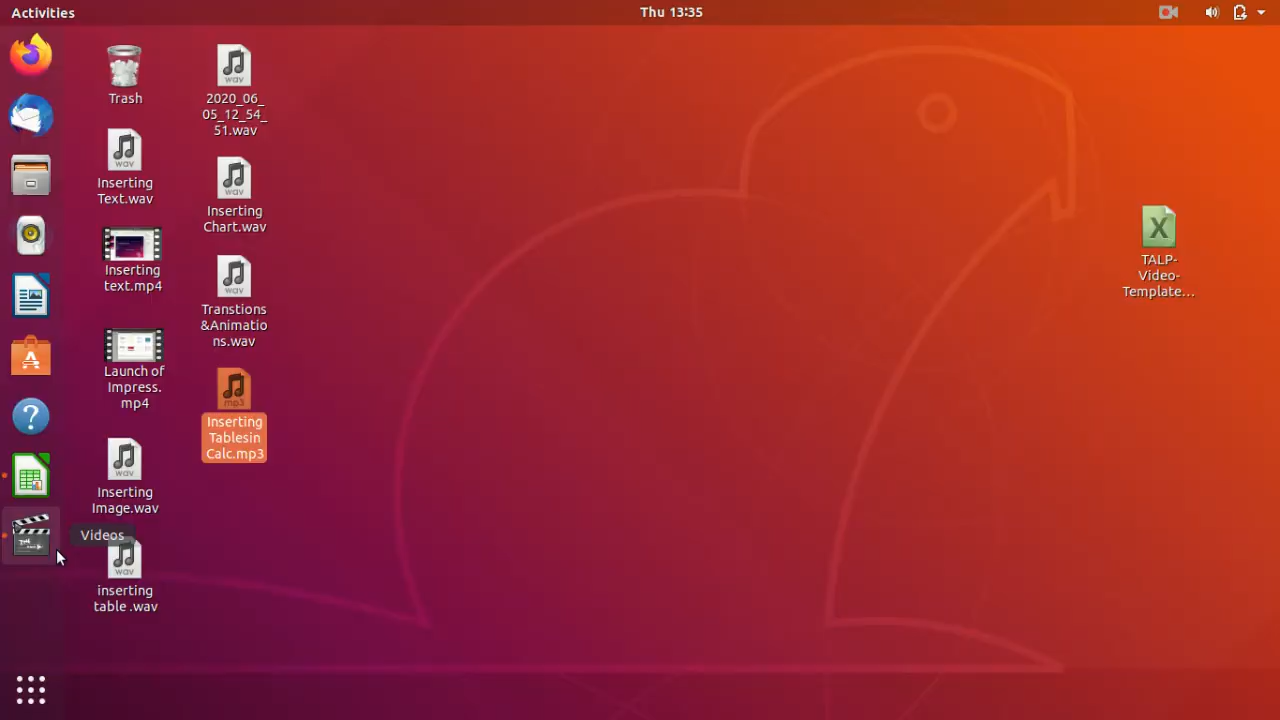 Activities
Thu 13:35
Trash
Inserting
Text.wav
Inserting
text.mp4
Launch of
Impress.
mp4
Inserting
Image.wav
Videos
inserting
table .wav
2020_06_
05_12_54_
51.wav
Inserting
Chart.wav
Transtions
&Animatio
ns.wav
Inserting
Tablesin
Calc.mp3
TALP-
Video-
Template...
wav
wav
wav
wav
wav
wav
mp3